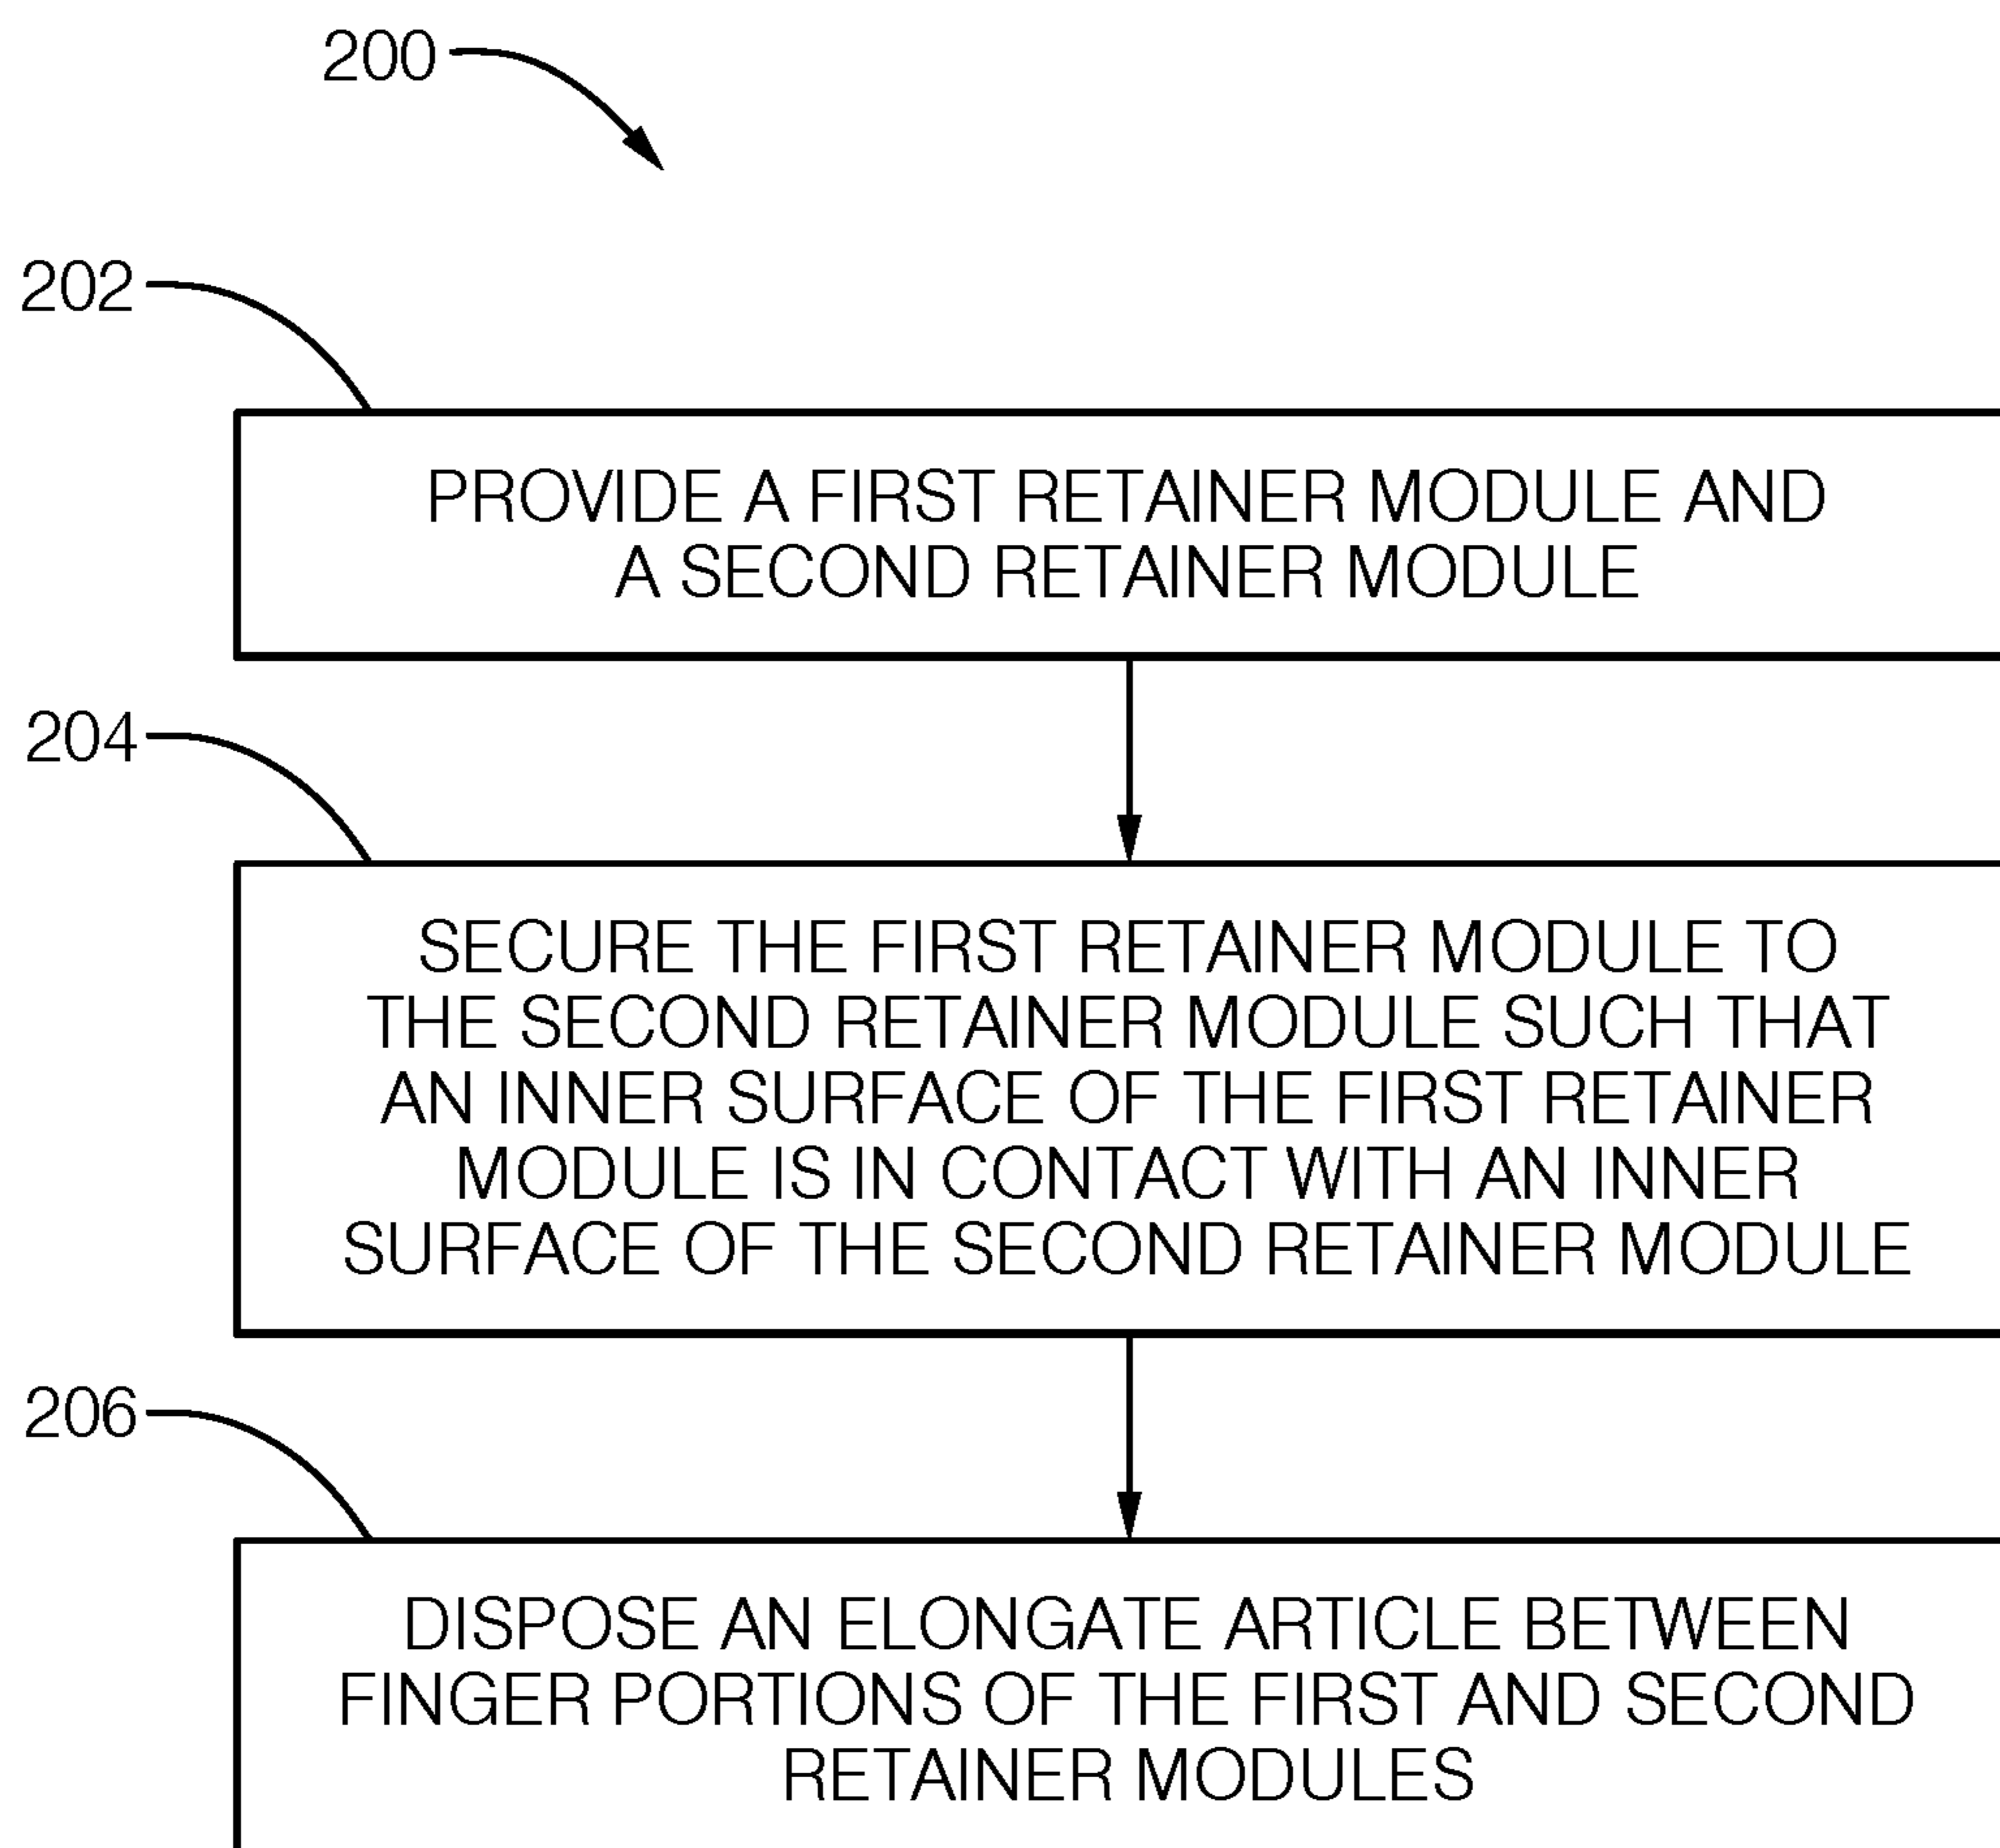 200
202
PROVIDE A FIRST RETAINER MODULE AND
A SECOND RETAINER MODULE
204
SECURE THE FIRST RETAINER MODULE TO
THE SECOND RETAINER MODULE SUCH THAT
AN INNER SURFACE OF THE FIRST RETAINER
MODULE IS IN CONTACT WITH AN INNER
SURFACE OF THE SECOND RETAINER MODULE
206
DISPOSE AN ELONGATE ARTICLE BETWEEN
FINGER PORTIONS OF THE FIRST AND SECOND
RETAINER MODULES